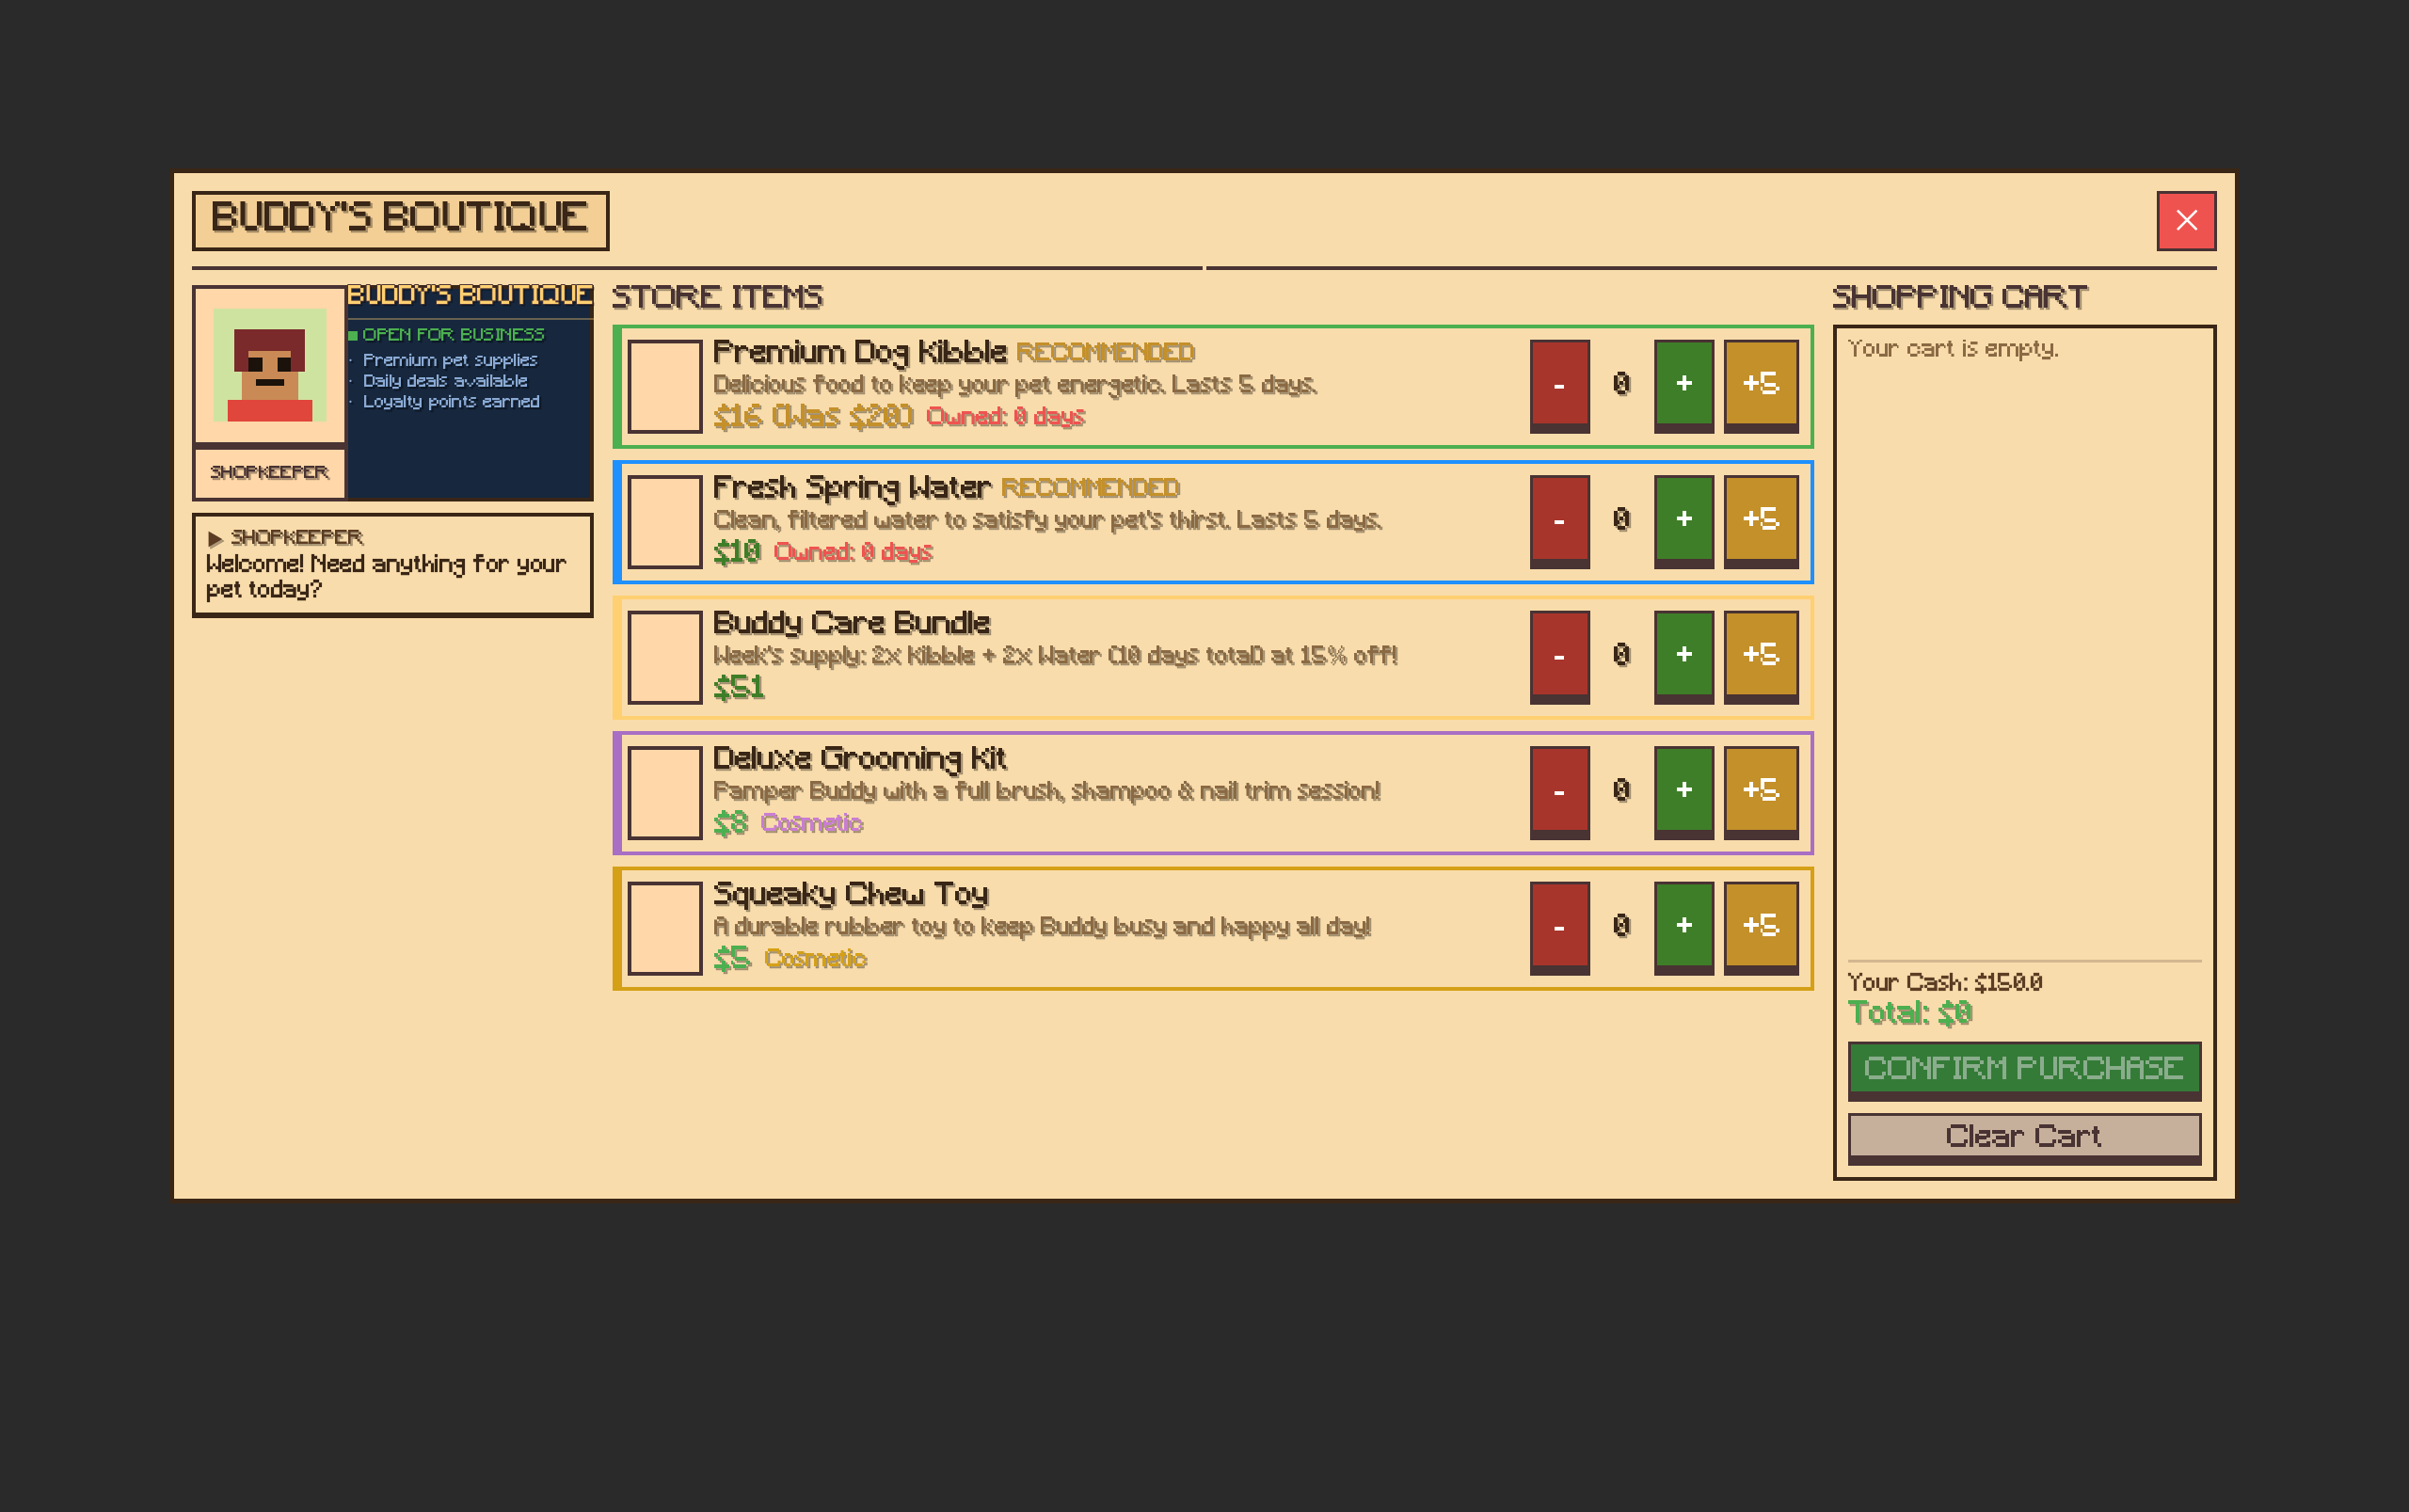 BUDDY'S BOUTIQUE
×
BUDDY'S BOUTIQUE
■ OPEN FOR BUSINESS
· Premium pet supplies
· Daily deals available
· Loyalty points earned
SHOPKEEPER
▶ SHOPKEEPER
Welcome! Need anything for your
pet today?
STORE ITEMS
Premium Dog Kibble RECOMMENDED
Delicious food to keep your pet energetic. Lasts 5 days.
$16 (Was $20) Owned: 0 days
- 0 + +5
Fresh Spring Water RECOMMENDED
Clean, filtered water to satisfy your pet's thirst. Lasts 5 days.
$10 Owned: 0 days
- 0 + +5
Buddy Care Bundle
Week's supply: 2x Kibble + 2x Water (10 days total) at 15% off!
$51
- 0 + +5
Deluxe Grooming Kit
Pamper Buddy with a full brush, shampoo & nail trim session!
$8 Cosmetic
- 0 + +5
Squeaky Chew Toy
A durable rubber toy to keep Buddy busy and happy all day!
$5 Cosmetic
- 0 + +5
SHOPPING CART
Your cart is empty.
Your Cash: $150.0
Total: $0
CONFIRM PURCHASE
Clear Cart